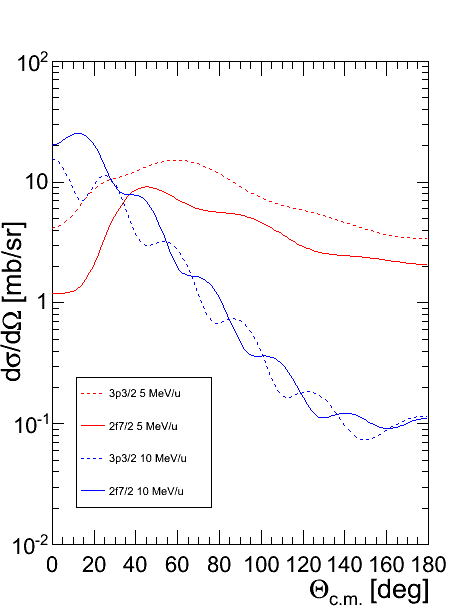 10²
10
1
10⁻¹
10⁻²
dσ/dΩ [mb/sr]
3p3/2 5 MeV/u
2f7/2 5 MeV/u
3p3/2 10 MeV/u
2f7/2 10 MeV/u
0 20 40 60 80 100 120 140 160 180
Θc.m. [deg]